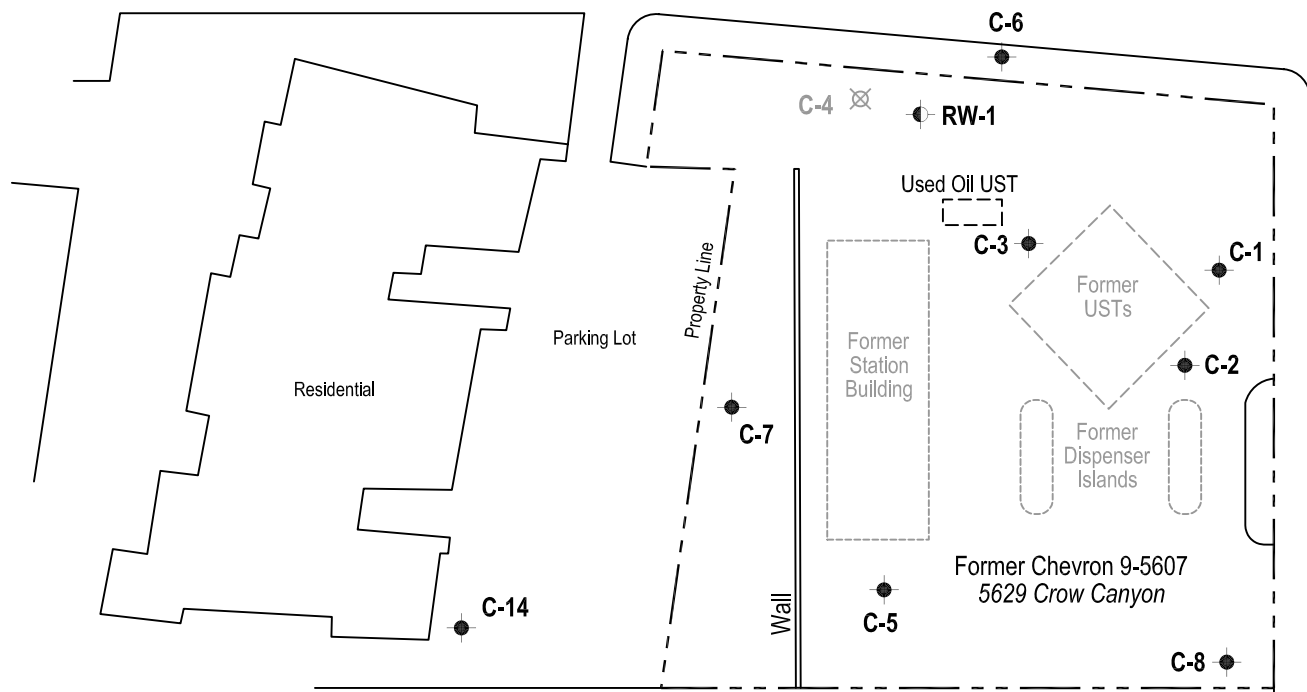 C-6
C-4
RW-1
Used Oil UST
C-3
C-1
Property Line
Former
USTs
Parking Lot
Former
Station
Building
C-2
Residential
C-7
Former
Dispenser
Islands
Former Chevron 9-5607
5629 Crow Canyon
Wall
C-14
C-5
C-8